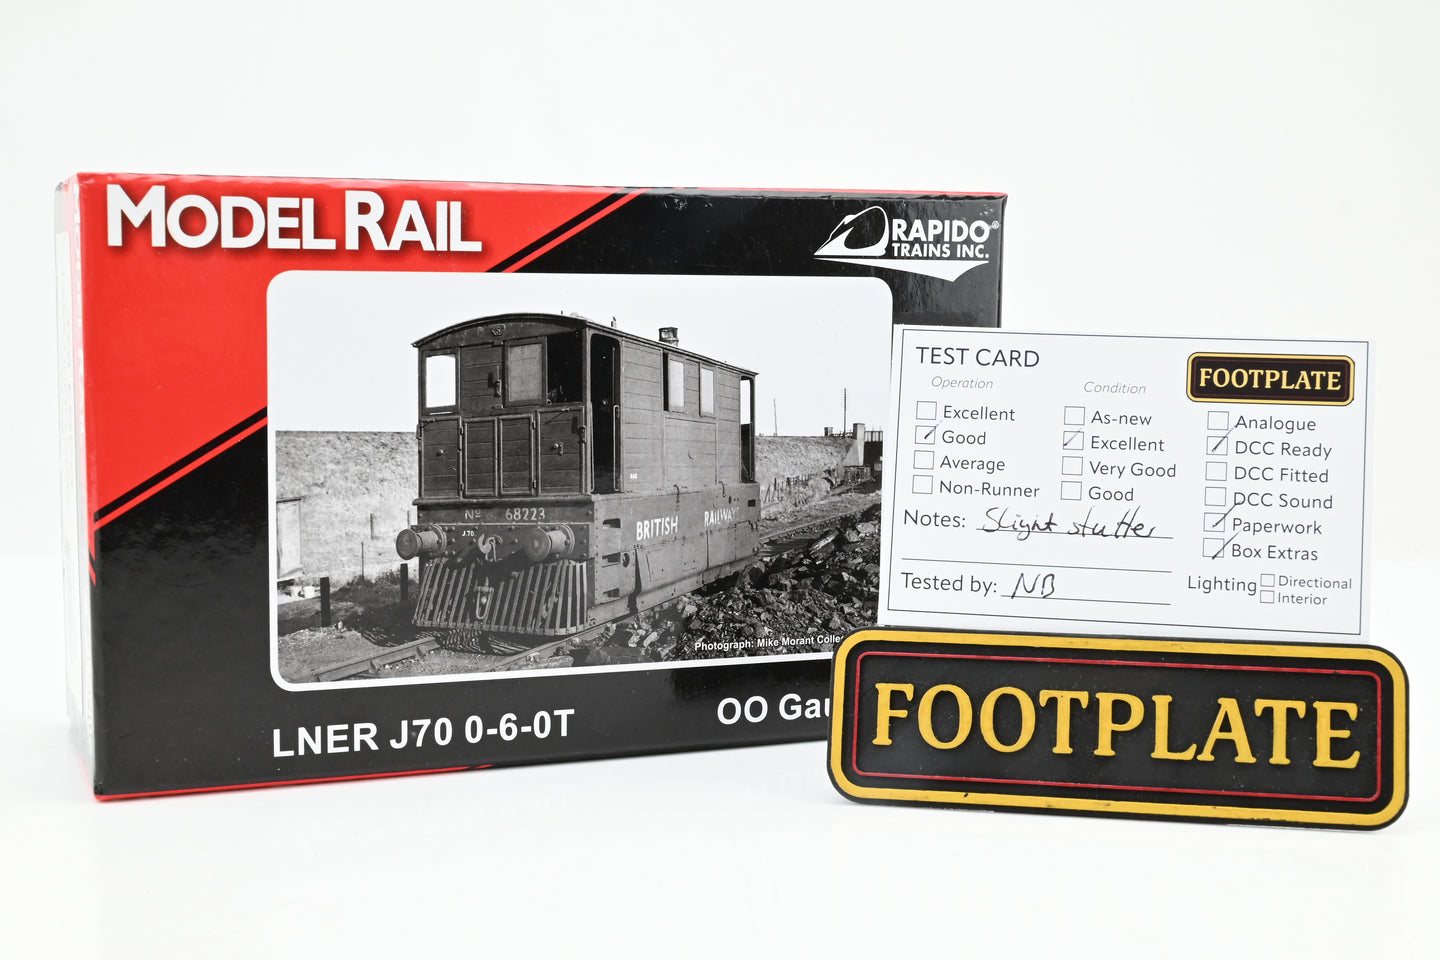 MODEL RAIL
RAPIDO®
TRAINS INC.
Nº 68223
J.70.
BRITISH RAILWAYS
Photograph: Mike Morant Collec
LNER J70 0-6-0T
OO Gau
TEST CARD
FOOTPLATE
Operation
Excellent
Good
Average
Non-Runner
Condition
As-new
Excellent
Very Good
Good
Analogue
DCC Ready
DCC Fitted
DCC Sound
Paperwork
Box Extras
Notes: Slight stutter
Tested by: NB
Lighting
Directional
Interior
FOOTPLATE